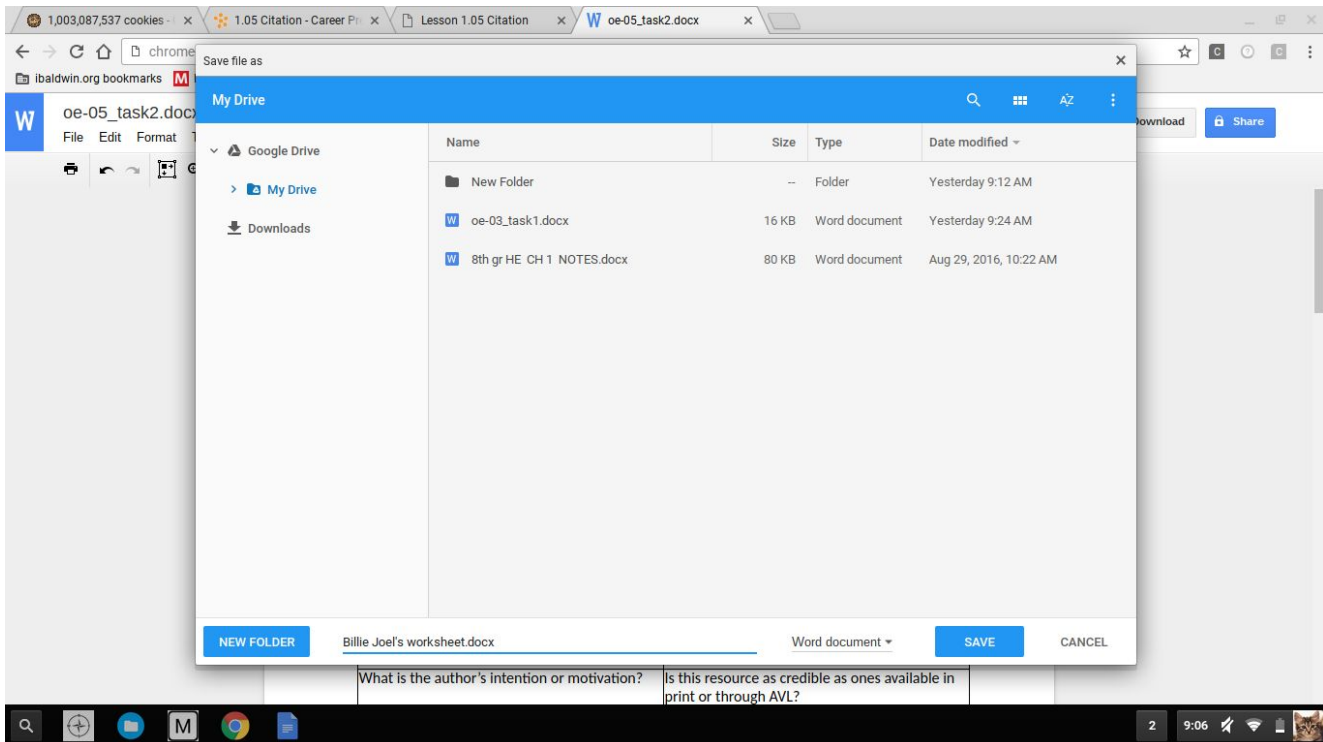 1,003,087,537 cookies -
1.05 Citation - Career Pr
Lesson 1.05 Citation
W oe-05_task2.docx
chrome
C
C
ibaldwin.org bookmarks M
Save file as
My Drive
AZ
W
oe-05_task2.docx
File Edit Format T
Download
Share
Google Drive
My Drive
Downloads
Name Size Type Date modified
New Folder -- Folder Yesterday 9:12 AM
W oe-03_task1.docx 16 KB Word document Yesterday 9:24 AM
W 8th gr HE CH 1 NOTES.docx 80 KB Word document Aug 29, 2016, 10:22 AM
NEW FOLDER Billie Joel's worksheet.docx Word document SAVE CANCEL
What is the author's intention or motivation? Is this resource as credible as ones available in
print or through AVL?
M
2 9:06